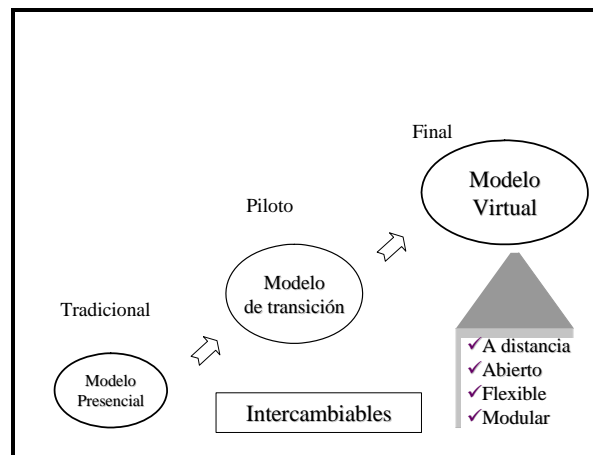 Final
Modelo
Virtual
Piloto
Modelo
de transición
Tradicional
Modelo
Presencial
Intercambiables
✓A distancia
✓Abierto
✓Flexible
✓Modular